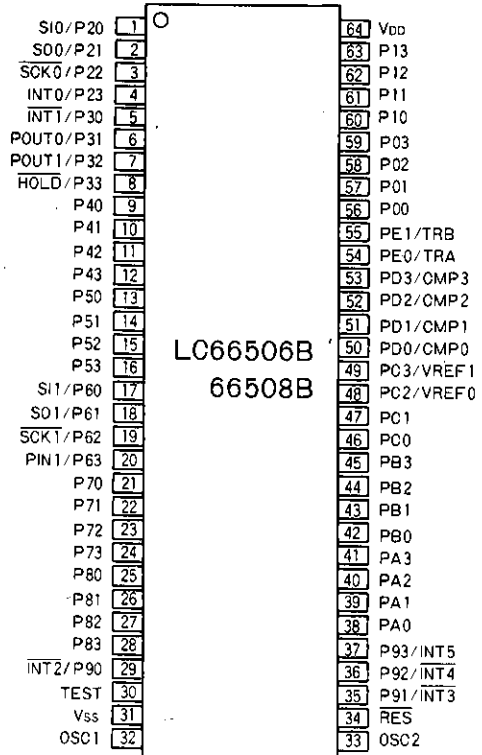 SI0/P20 1
SO0/P21 2
SCK0/P22 3
INT0/P23 4
INT1/P30 5
POUT0/P31 6
POUT1/P32 7
HOLD/P33 8
P40 9
P41 10
P42 11
P43 12
P50 13
P51 14
P52 15
P53 16
SI1/P60 17
SO1/P61 18
SCK1/P62 19
PIN1/P63 20
P70 21
P71 22
P72 23
P73 24
P80 25
P81 26
P82 27
P83 28
INT2/P90 29
TEST 30
Vss 31
OSC1 32
LC66506B
66508B
64 VDD
63 P13
62 P12
61 P11
60 P10
59 P03
58 P02
57 P01
56 P00
55 PE1/TRB
54 PE0/TRA
53 PD3/CMP3
52 PD2/CMP2
51 PD1/CMP1
50 PD0/CMP0
49 PC3/VREF1
48 PC2/VREF0
47 PC1
46 PC0
45 PB3
44 PB2
43 PB1
42 PB0
41 PA3
40 PA2
39 PA1
38 PA0
37 P93/INT5
36 P92/INT4
35 P91/INT3
34 RES
33 OSC2